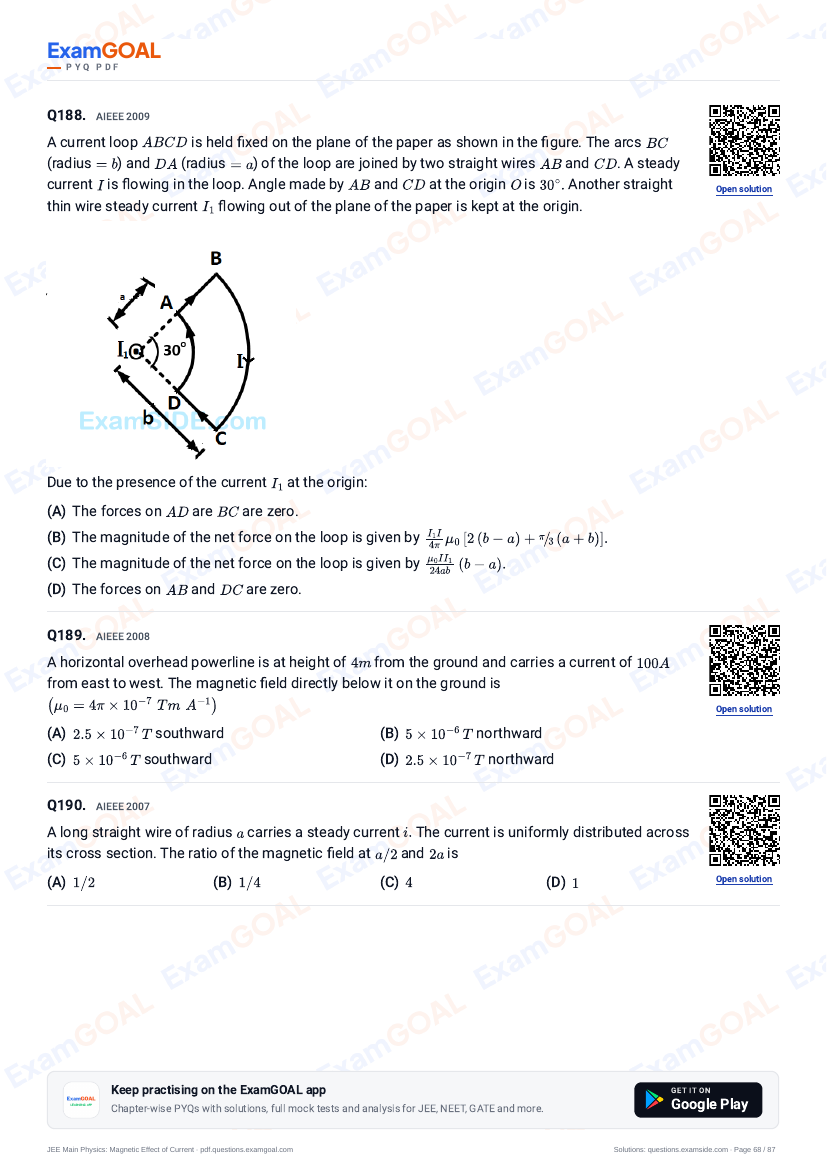 ExamGOAL
PYQ PDF
Q188. AIEEE 2009
A current loop ABCD is held fixed on the plane of the paper as shown in the figure. The arcs BC
(radius = b) and DA (radius = a) of the loop are joined by two straight wires AB and CD. A steady
current I is flowing in the loop. Angle made by AB and CD at the origin O is 30°. Another straight
thin wire steady current I₁ flowing out of the plane of the paper is kept at the origin.
Open solution
B
a
A
I₁
30°
I
D
b
C
ExamSIDE.com
Due to the presence of the current I₁ at the origin:
(A) The forces on AD are BC are zero.
(B) The magnitude of the net force on the loop is given by I₁I/4π μ₀ [2 (b − a) + π/3 (a + b)].
(C) The magnitude of the net force on the loop is given by μ₀II₁/24ab (b − a).
(D) The forces on AB and DC are zero.
Q189. AIEEE 2008
A horizontal overhead powerline is at height of 4m from the ground and carries a current of 100A
from east to west. The magnetic field directly below it on the ground is
(μ₀ = 4π × 10⁻⁷ Tm A⁻¹)
Open solution
(A) 2.5 × 10⁻⁷ T southward
(B) 5 × 10⁻⁶ T northward
(C) 5 × 10⁻⁶ T southward
(D) 2.5 × 10⁻⁷ T northward
Q190. AIEEE 2007
A long straight wire of radius a carries a steady current i. The current is uniformly distributed across
its cross section. The ratio of the magnetic field at a/2 and 2a is
Open solution
(A) 1/2
(B) 1/4
(C) 4
(D) 1
Keep practising on the ExamGOAL app
Chapter-wise PYQs with solutions, full mock tests and analysis for JEE, NEET, GATE and more.
GET IT ON
Google Play
JEE Main Physics: Magnetic Effect of Current · pdf.questions.examgoal.com
Solutions: questions.examside.com · Page 68 / 87